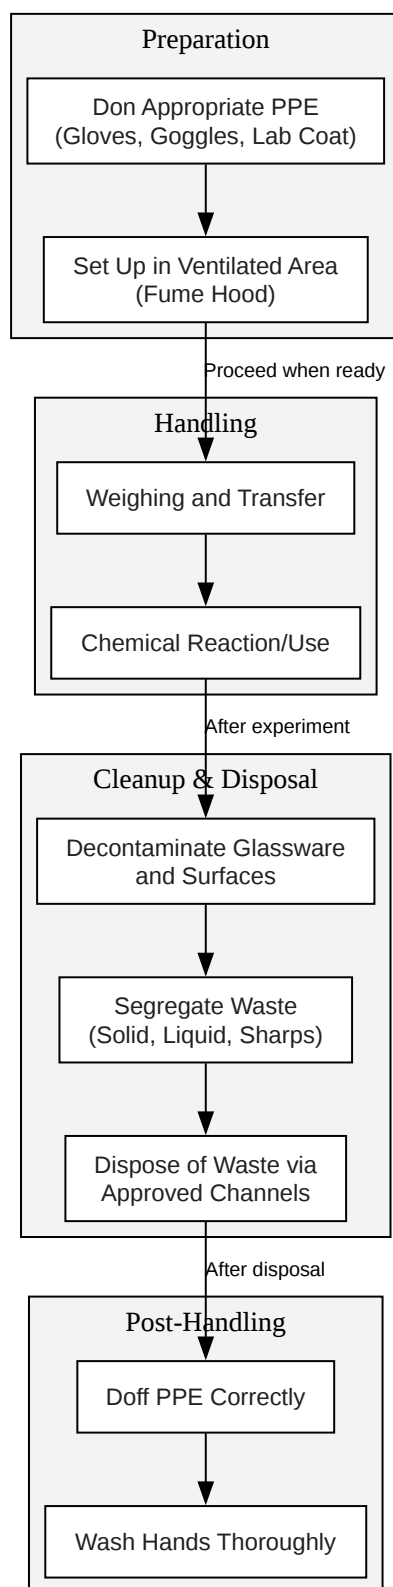 Preparation
Don Appropriate PPE
(Gloves, Goggles, Lab Coat)
Set Up in Ventilated Area
(Fume Hood)
Proceed when ready
Handling
Weighing and Transfer
Chemical Reaction/Use
After experiment
Cleanup & Disposal
Decontaminate Glassware
and Surfaces
Segregate Waste
(Solid, Liquid, Sharps)
Dispose of Waste via
Approved Channels
After disposal
Post-Handling
Doff PPE Correctly
Wash Hands Thoroughly